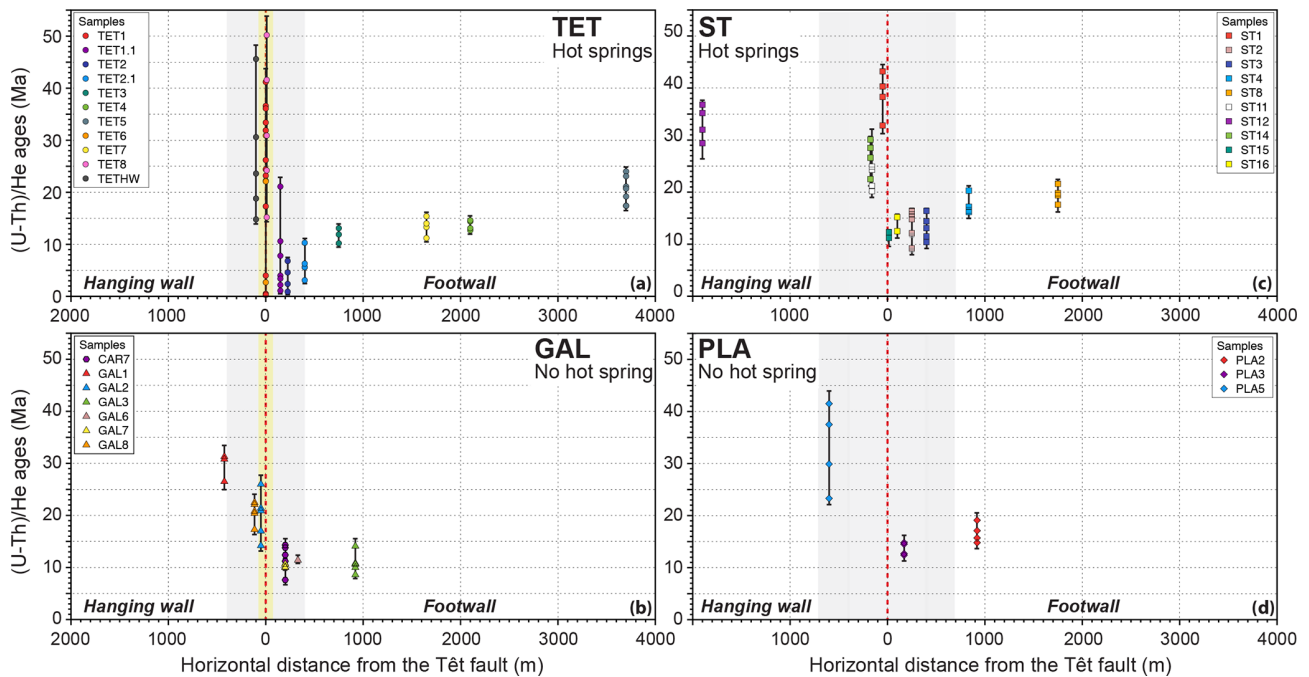 TET
Hot springs
Samples
TET1
TET1.1
TET2
TET2.1
TET3
TET4
TET5
TET6
TET7
TET8
TETHW
(U-Th)/He ages (Ma)
50
40
30
20
10
0
Hanging wall
Footwall
(a)
2000 1000 0 1000 2000 3000 4000
ST
Hot springs
Samples
ST1
ST2
ST3
ST4
ST8
ST11
ST12
ST14
ST15
ST16
50
40
30
20
10
0
Hanging wall
Footwall
(c)
1000 0 1000 2000 3000 4000
GAL
No hot spring
Samples
CAR7
GAL1
GAL2
GAL3
GAL6
GAL7
GAL8
(U-Th)/He ages (Ma)
50
40
30
20
10
0
Hanging wall
Footwall
(b)
2000 1000 0 1000 2000 3000 4000
Horizontal distance from the Têt fault (m)
PLA
No hot spring
Samples
PLA2
PLA3
PLA5
50
40
30
20
10
0
Hanging wall
Footwall
(d)
1000 0 1000 2000 3000 4000
Horizontal distance from the Têt fault (m)